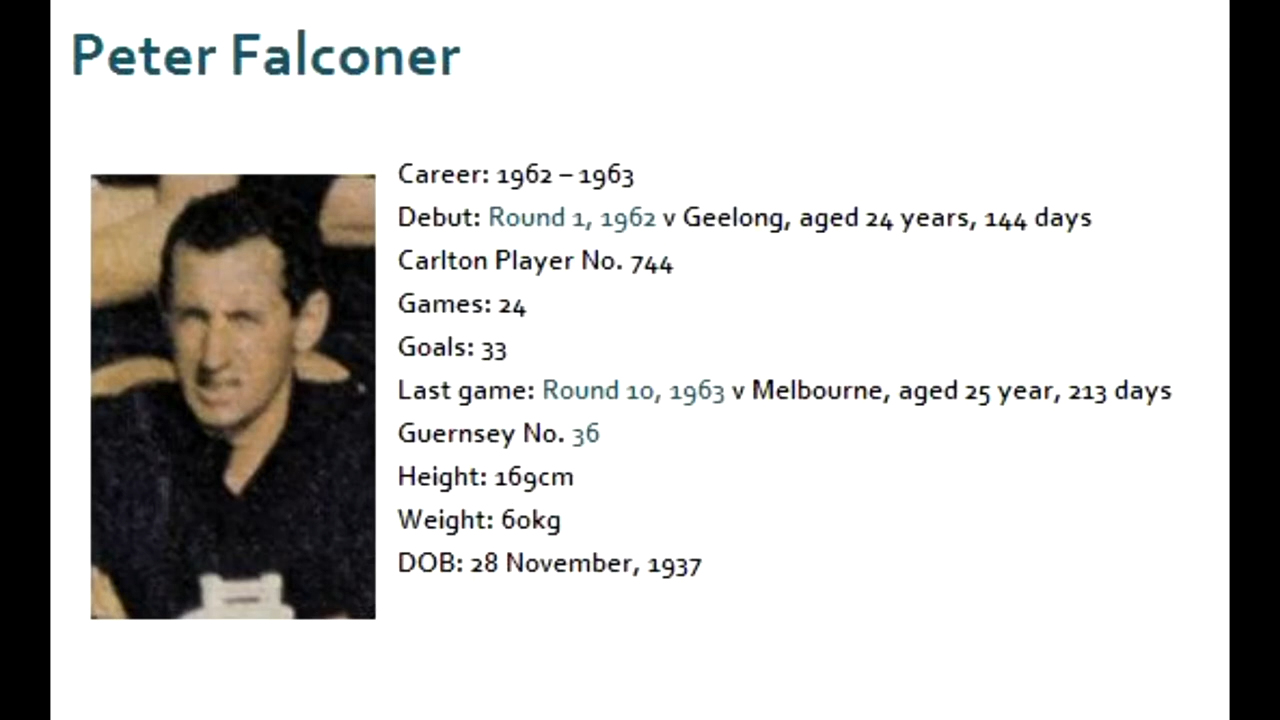 Peter Falconer
Career: 1962 – 1963
Debut: Round 1, 1962 v Geelong, aged 24 years, 144 days
Carlton Player No. 744
Games: 24
Goals: 33
Last game: Round 10, 1963 v Melbourne, aged 25 year, 213 days
Guernsey No. 36
Height: 169cm
Weight: 60kg
DOB: 28 November, 1937